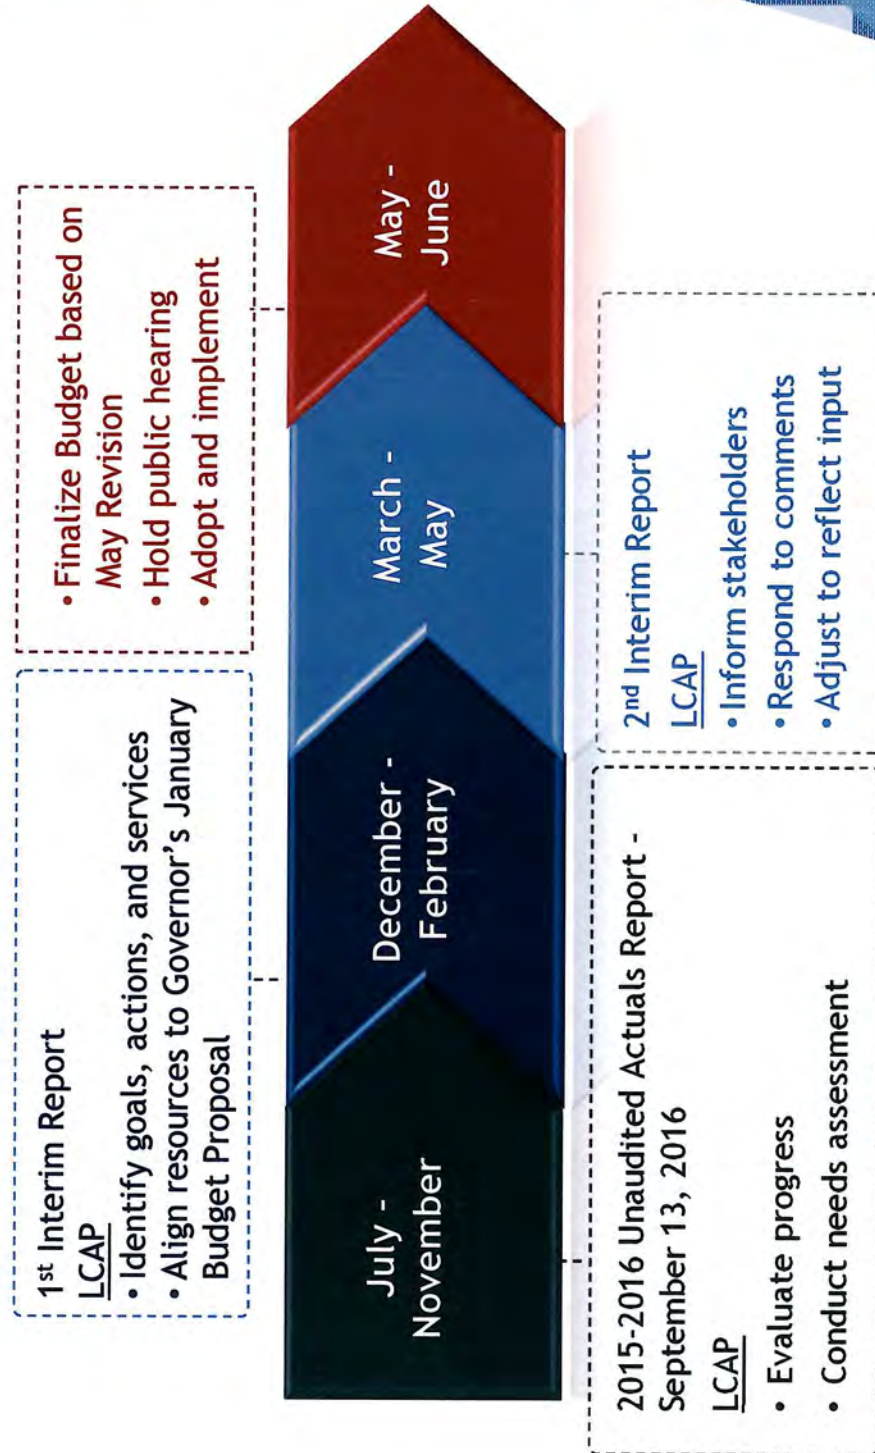 1st Interim Report
LCAP
• Identify goals, actions, and services
• Align resources to Governor's January
Budget Proposal
• Finalize Budget based on
May Revision
• Hold public hearing
• Adopt and implement
July -
November
December -
February
March -
May
May -
June
2015-2016 Unaudited Actuals Report -
September 13, 2016
LCAP
• Evaluate progress
• Conduct needs assessment
2nd Interim Report
LCAP
• Inform stakeholders
• Respond to comments
• Adjust to reflect input